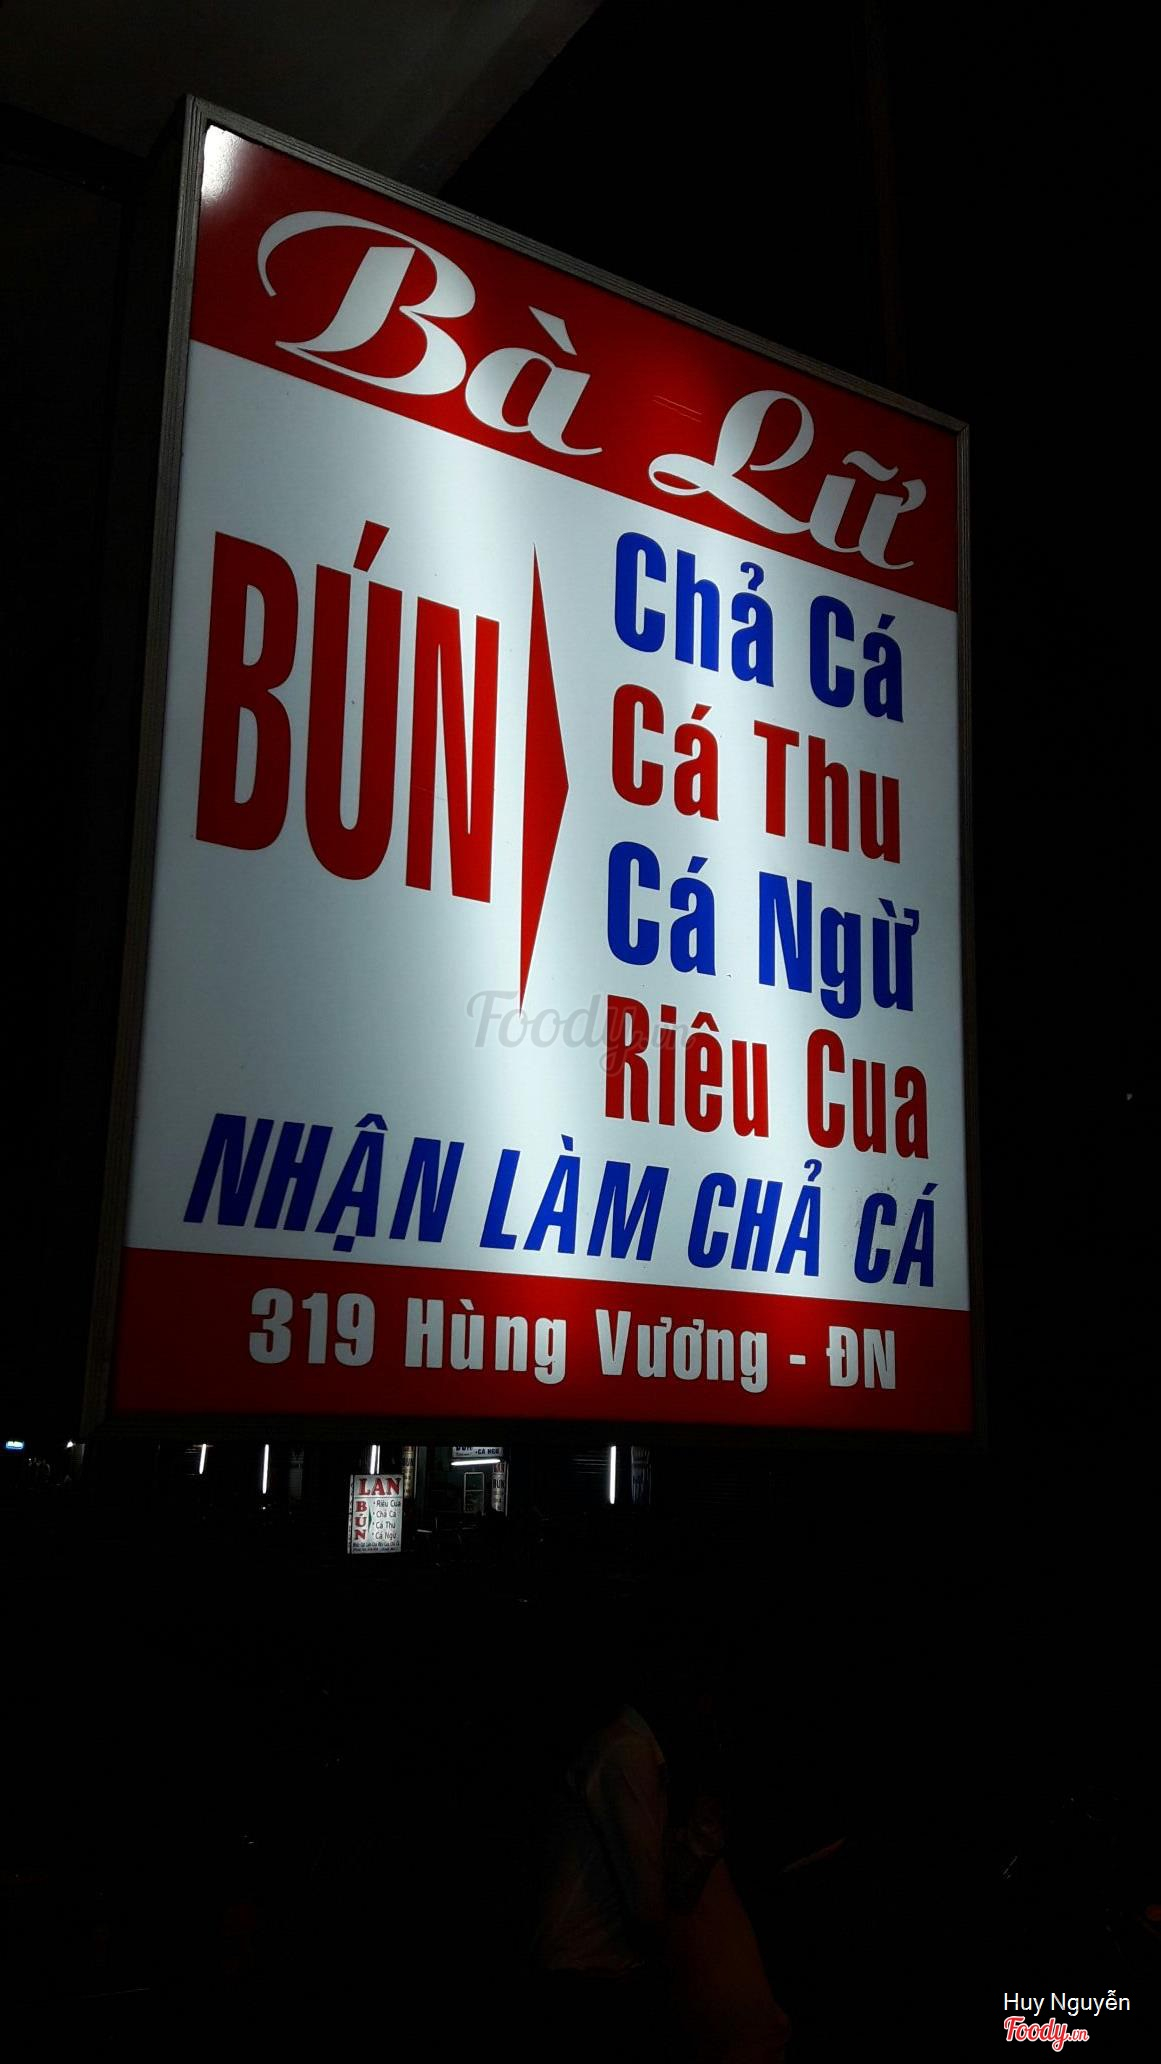 Bà Lữ
BÚN
Chả Cá
Cá Thu
Cá Ngừ
Riêu Cua
NHẬN LÀM CHẢ CÁ
319 Hùng Vương - ĐN
Foody.vn
LAN
BÚN
Riêu Cua
Chả Cá
Cá Thu
Cá Ngừ
Huy Nguyễn
Foody.vn